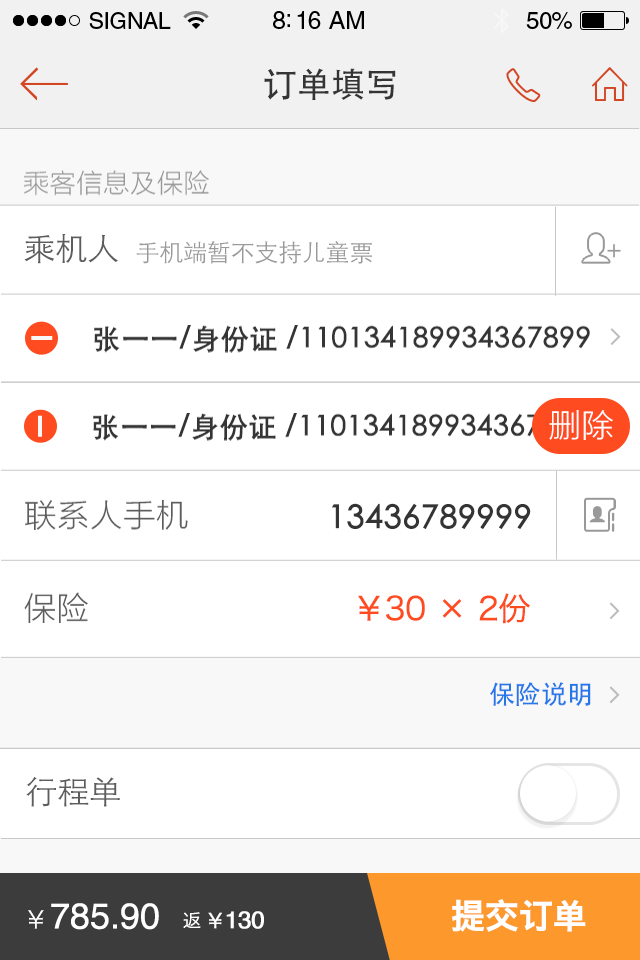 SIGNAL 8:16 AM 50%
订单填写
乘客信息及保险
乘机人 手机端暂不支持儿童票
张一一/身份证 /110134189934367899
张一一/身份证 /110134189934367 删除
联系人手机 13436789999
保险 ￥30 × 2份
保险说明
行程单
￥785.90 返￥130 提交订单